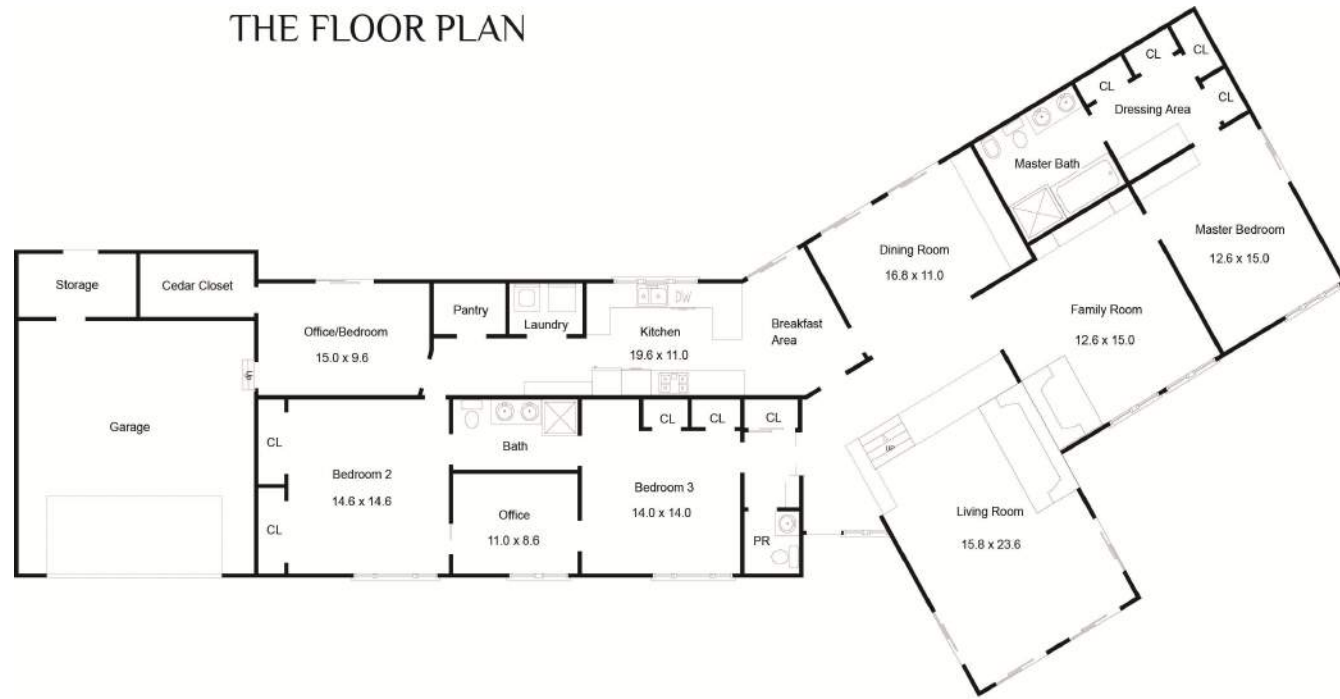 THE FLOOR PLAN
CL
CL
CL
CL
Dressing Area
Master Bath
Master Bedroom
12.6 x 15.0
Dining Room
16.8 x 11.0
Family Room
12.6 x 15.0
Storage
Cedar Closet
Office/Bedroom
15.0 x 9.6
Pantry
Laundry
DW
Kitchen
19.6 x 11.0
Breakfast
Area
UP
Garage
CL
CL
Bedroom 2
14.6 x 14.6
Bath
Office
11.0 x 8.6
CL
CL
CL
Bedroom 3
14.0 x 14.0
PR
Living Room
15.8 x 23.6